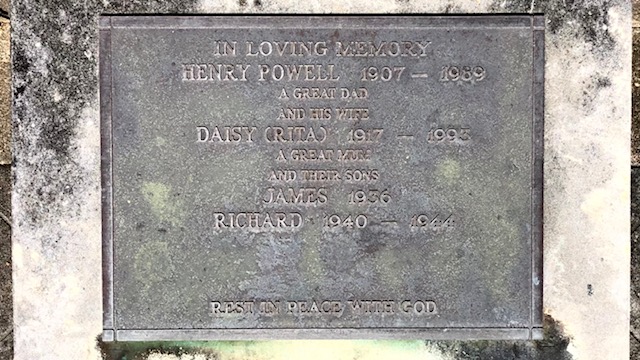 IN LOVING MEMORY
HENRY POWELL 1907 — 1989
A GREAT DAD
AND HIS WIFE
DAISY (RITA) 1917 — 1993
A GREAT MUM
AND THEIR SONS
JAMES 1936
RICHARD 1940 — 1944
REST IN PEACE WITH GOD